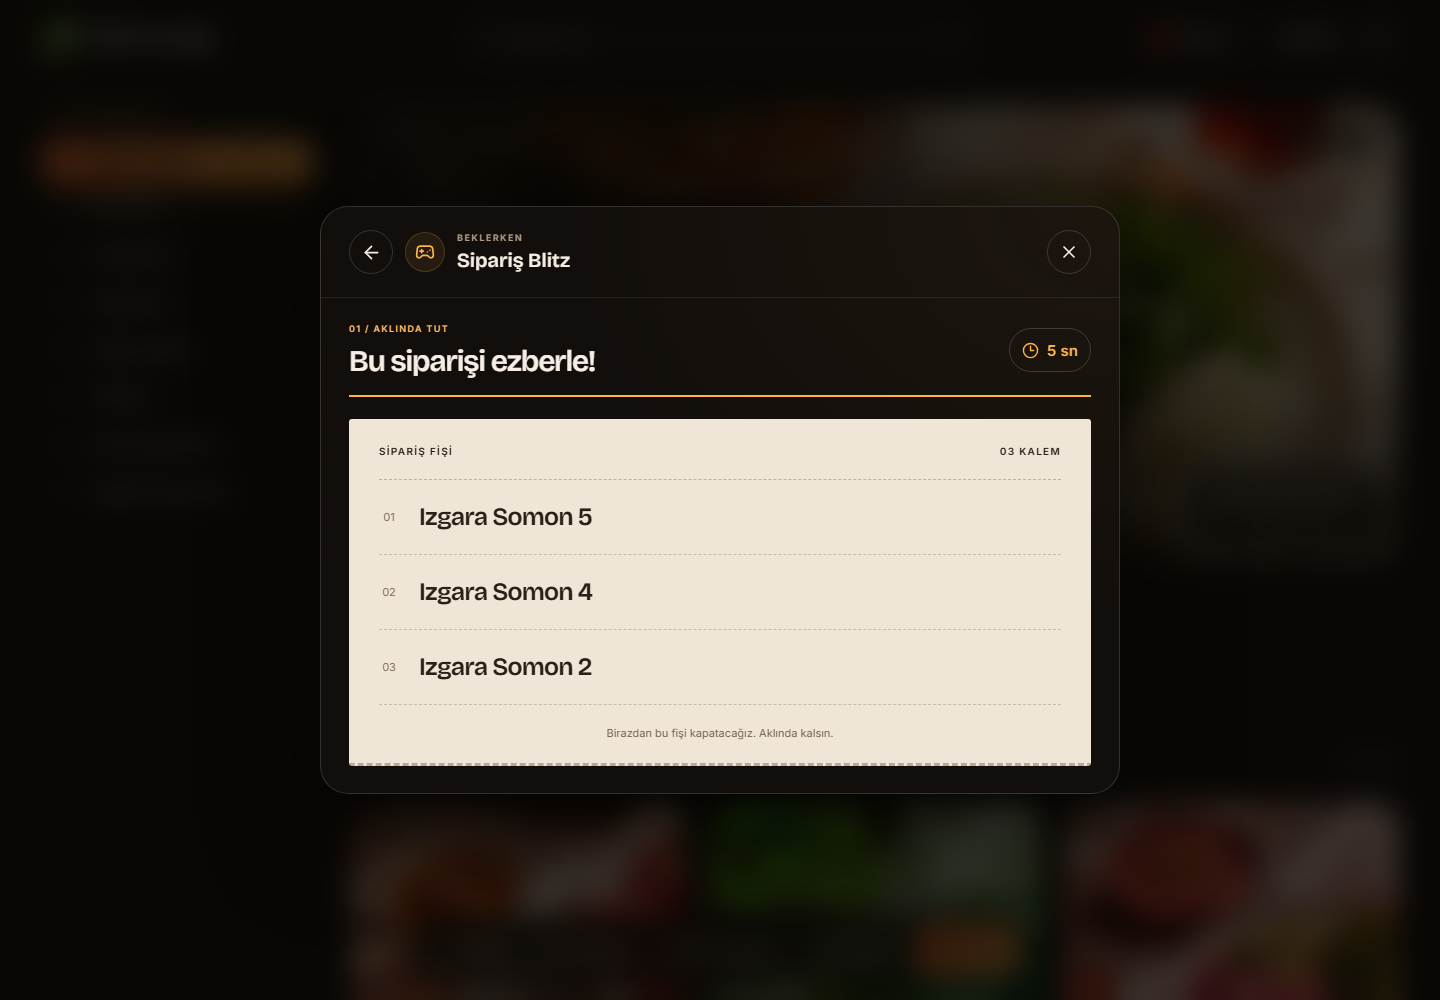 BEKLERKEN
Sipariş Blitz
01 / AKLINDA TUT
Bu siparişi ezberle!
5 sn
SİPARİŞ FİŞİ
03 KALEM
01
Izgara Somon 5
02
Izgara Somon 4
03
Izgara Somon 2
Birazdan bu fişi kapatacağız. Aklında kalsın.